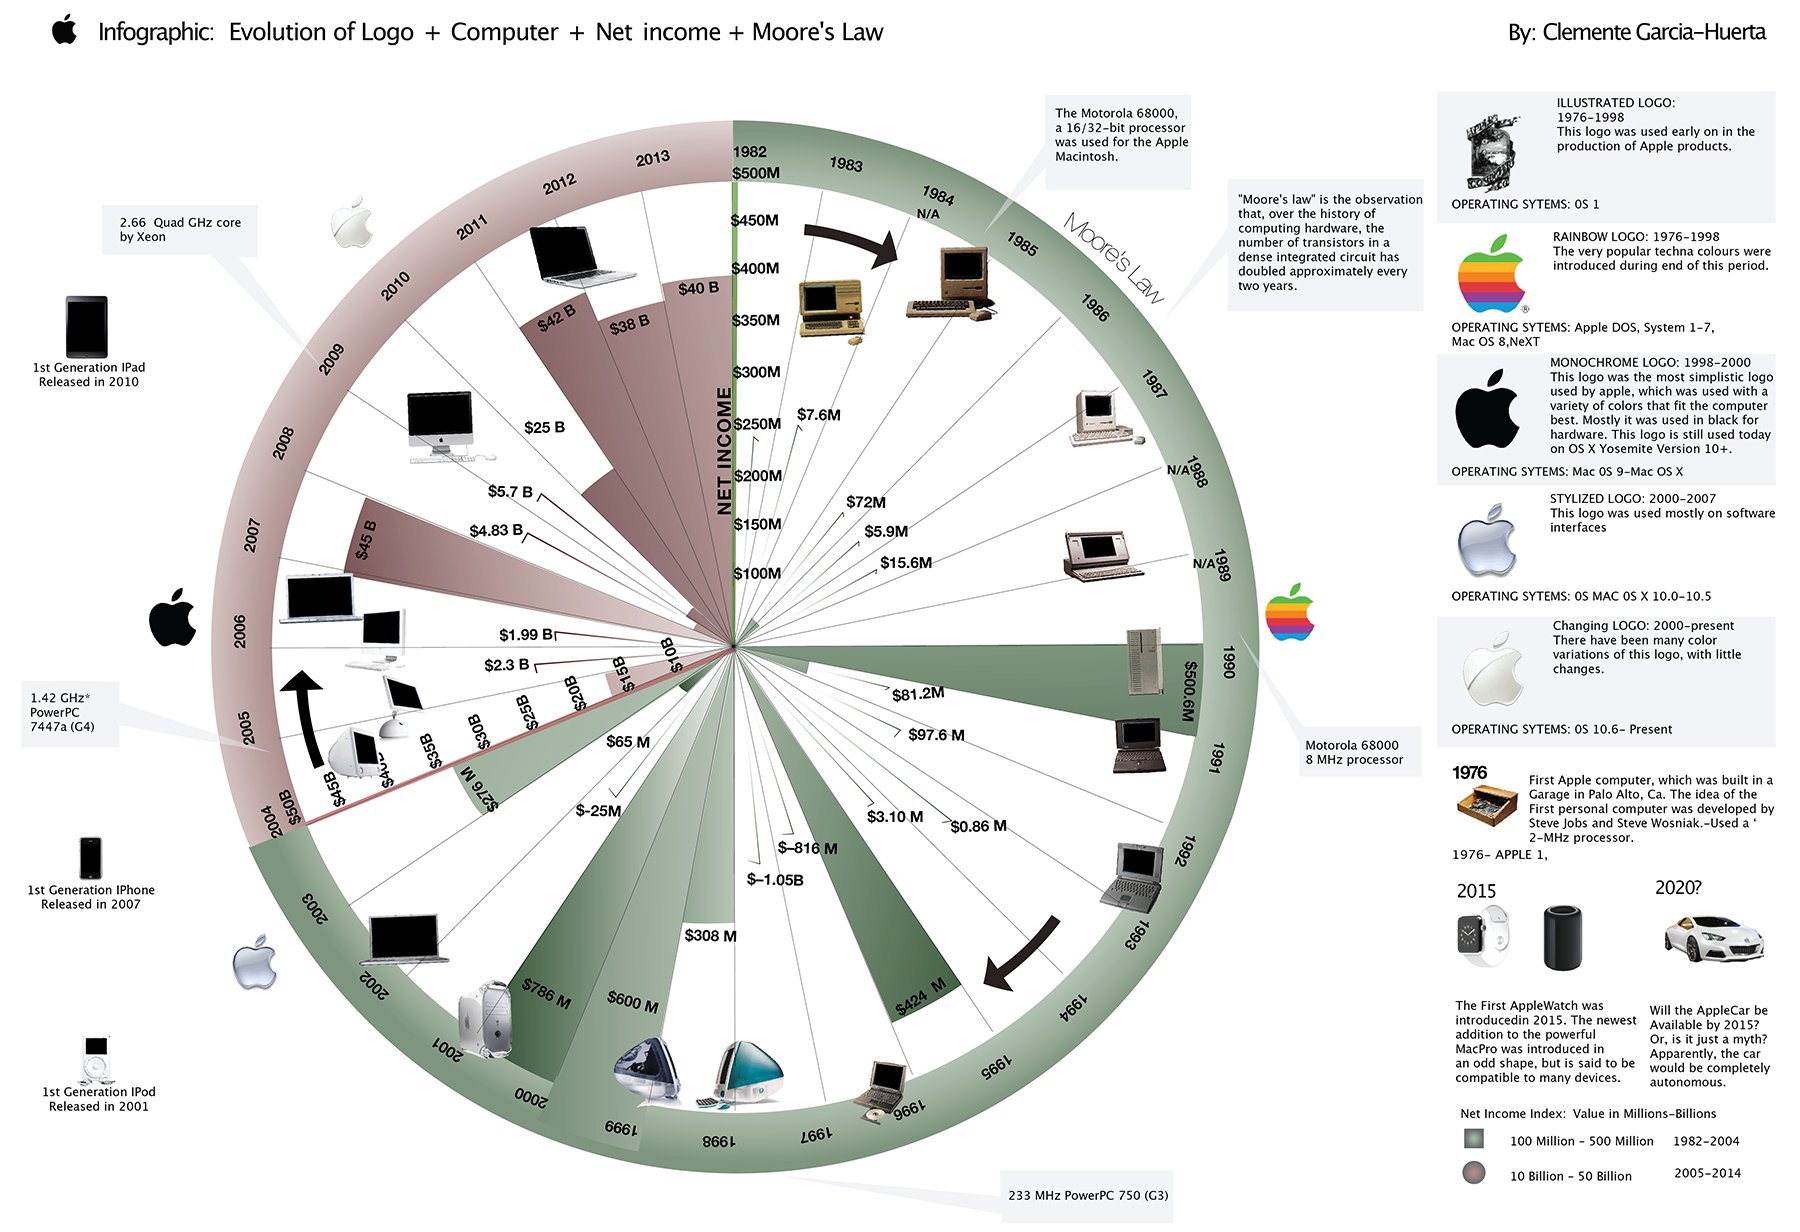 Infographic: Evolution of Logo + Computer + Net income + Moore's Law
By: Clemente Garcia-Huerta
The Motorola 68000,
a 16/32-bit processor
was used for the Apple
Macintosh.
"Moore's law" is the observation
that, over the history of
computing hardware, the
number of transistors in a
dense integrated circuit has
doubled approximately every
two years.
Moore's Law
2.66 Quad GHz core
by Xeon
1st Generation IPad
Released in 2010
1.42 GHz*
PowerPC
7447a (G4)
1st Generation IPhone
Released in 2007
1st Generation IPod
Released in 2001
233 MHz PowerPC 750 (G3)
Motorola 68000
8 MHz processor
1982
1983
1984
N/A
1985
1986
1987
1988
N/A
1989
N/A
1990
1991
1992
1993
1994
1995
1996
1997
1998
1999
2000
2001
2002
2003
2004
2005
2006
2007
2008
2009
2010
2011
2012
2013
NET INCOME
$500M
$450M
$400M
$350M
$300M
$250M
$200M
$150M
$100M
$7.6M
$72M
$5.9M
$15.6M
$500.6M
$81.2M
$97.6 M
$0.86 M
$3.10 M
$424 M
$-816 M
$-1.05B
$308 M
$600 M
$786 M
$-25M
$65 M
$276 M
$10B
$15B
$20B
$25B
$30B
$35B
$45B
$50B
$2.3 B
$1.99 B
$45 B
$4.83 B
$5.7 B
$25 B
$42 B
$38 B
$40 B
ILLUSTRATED LOGO:
1976-1998
This logo was used early on in the
production of Apple products.
OPERATING SYTEMS: 0S 1
RAINBOW LOGO: 1976-1998
The very popular techna colours were
introduced during end of this period.
®
OPERATING SYTEMS: Apple DOS, System 1-7,
Mac OS 8,NeXT
MONOCHROME LOGO: 1998-2000
This logo was the most simplistic logo
used by apple, which was used with a
variety of colors that fit the computer
best. Mostly it was used in black for
hardware. This logo is still used today
on OS X Yosemite Version 10+.
OPERATING SYTEMS: Mac 0S 9-Mac OS X
STYLIZED LOGO: 2000-2007
This logo was used mostly on software
interfaces
OPERATING SYTEMS: 0S MAC 0S X 10.0-10.5
Changing LOGO: 2000-present
There have been many color
variations of this logo, with little
changes.
OPERATING SYTEMS: 0S 10.6- Present
1976
First Apple computer, which was built in a
Garage in Palo Alto, Ca. The idea of the
First personal computer was developed by
Steve Jobs and Steve Wosniak.-Used a '
2-MHz processor.
1976- APPLE 1,
2015
2020?
The First AppleWatch was
introducedin 2015. The newest
addition to the powerful
MacPro was introduced in
an odd shape, but is said to be
compatible to many devices.
Will the AppleCar be
Available by 2015?
Or, is it just a myth?
Apparently, the car
would be completely
autonomous.
Net Income Index: Value in Millions-Billions
100 Million - 500 Million 1982-2004
10 Billion - 50 Billion 2005-2014